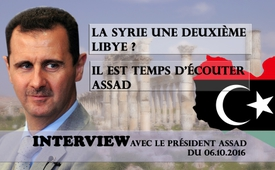 LA SYRIE UNE DEUXIÈME
LIBYE ?
IL EST TEMPS D'ÉCOUTER
ASSAD
INTERVIEW AVEC LE PRÉSIDENT ASSAD
DU 06.10.2016